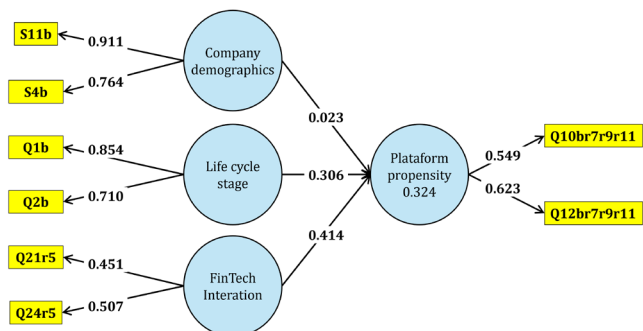 S11b
0.911
Company
demographics
0.764
S4b
0.023
Q1b
0.854
Life cycle
stage
0.306
Plataform
propensity
0.324
0.549
Q10br7r9r11
0.710
Q2b
0.623
Q12br7r9r11
0.414
Q21r5
0.451
FinTech
Interation
0.507
Q24r5